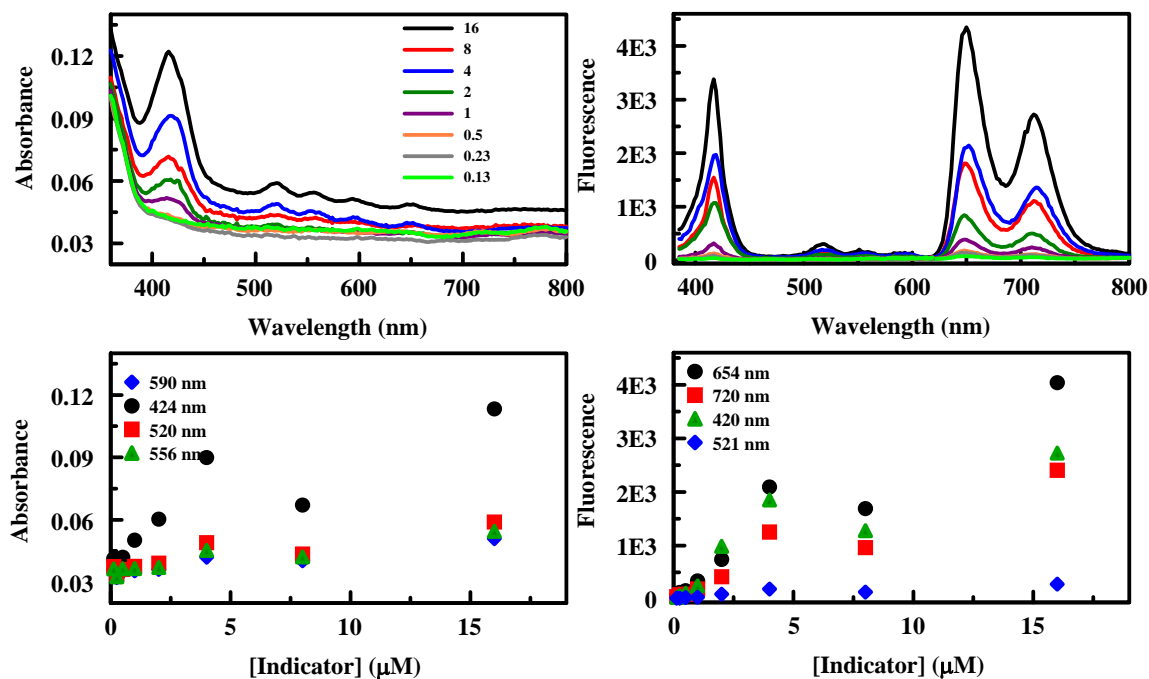 0.12
0.09
0.06
0.03
Absorbance
16
8
4
2
1
0.5
0.23
0.13
400 500 600 700 800
Wavelength (nm)
4E3
3E3
2E3
1E3
0
Fluorescence
400 500 600 700 800
Wavelength (nm)
0.12
0.09
0.06
0.03
Absorbance
590 nm
424 nm
520 nm
556 nm
0 5 10 15
[Indicator] (μM)
4E3
3E3
2E3
1E3
0
Fluorescence
654 nm
720 nm
420 nm
521 nm
0 5 10 15
[Indicator] (μM)